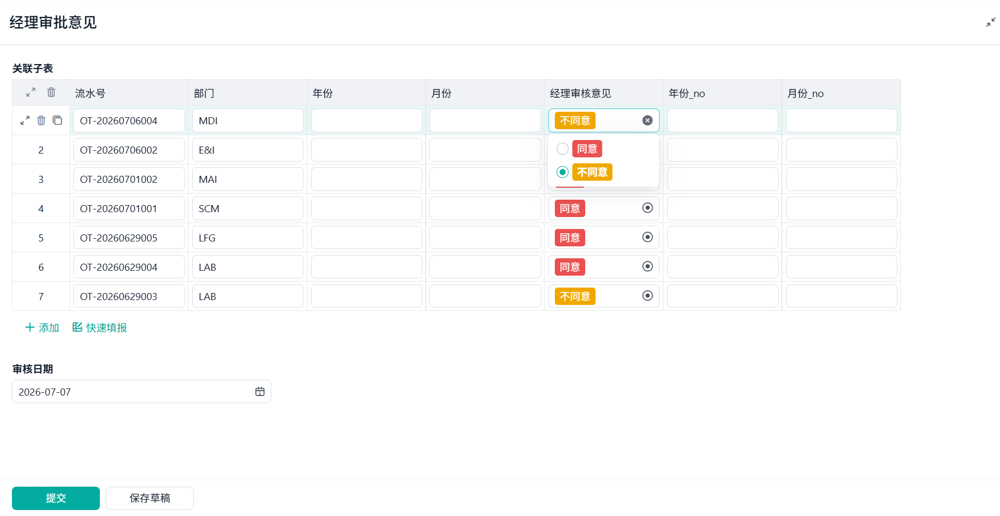 经理审批意见
关联子表
流水号 部门 年份 月份 经理审核意见 年份_no 月份_no
OT-20260706004 MDI 不同意
2 OT-20260706002 E&I 同意
3 OT-20260701002 MAI 不同意
4 OT-20260701001 SCM 同意
5 OT-20260629005 LFG 同意
6 OT-20260629004 LAB 同意
7 OT-20260629003 LAB 不同意
添加 快速填报
审核日期
2026-07-07
提交 保存草稿